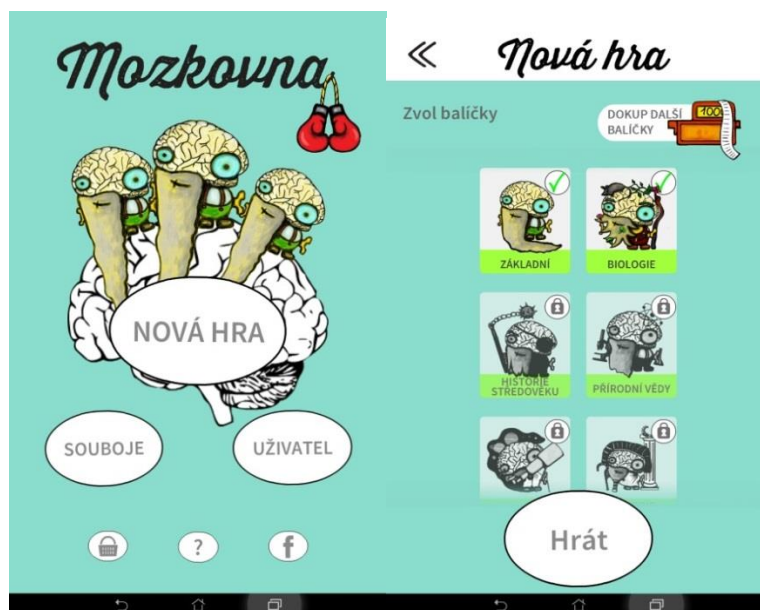 Mozkovna
NOVÁ HRA
SOUBOJE
UŽIVATEL
?
f
Nová hra
Zvol balíčky
DOKUP DALŠÍ
BALÍČKY
100
ZÁKLADNÍ
BIOLOGIE
HISTORIE
STŘEDOVĚKU
PŘÍRODNÍ VĚDY
Hrát